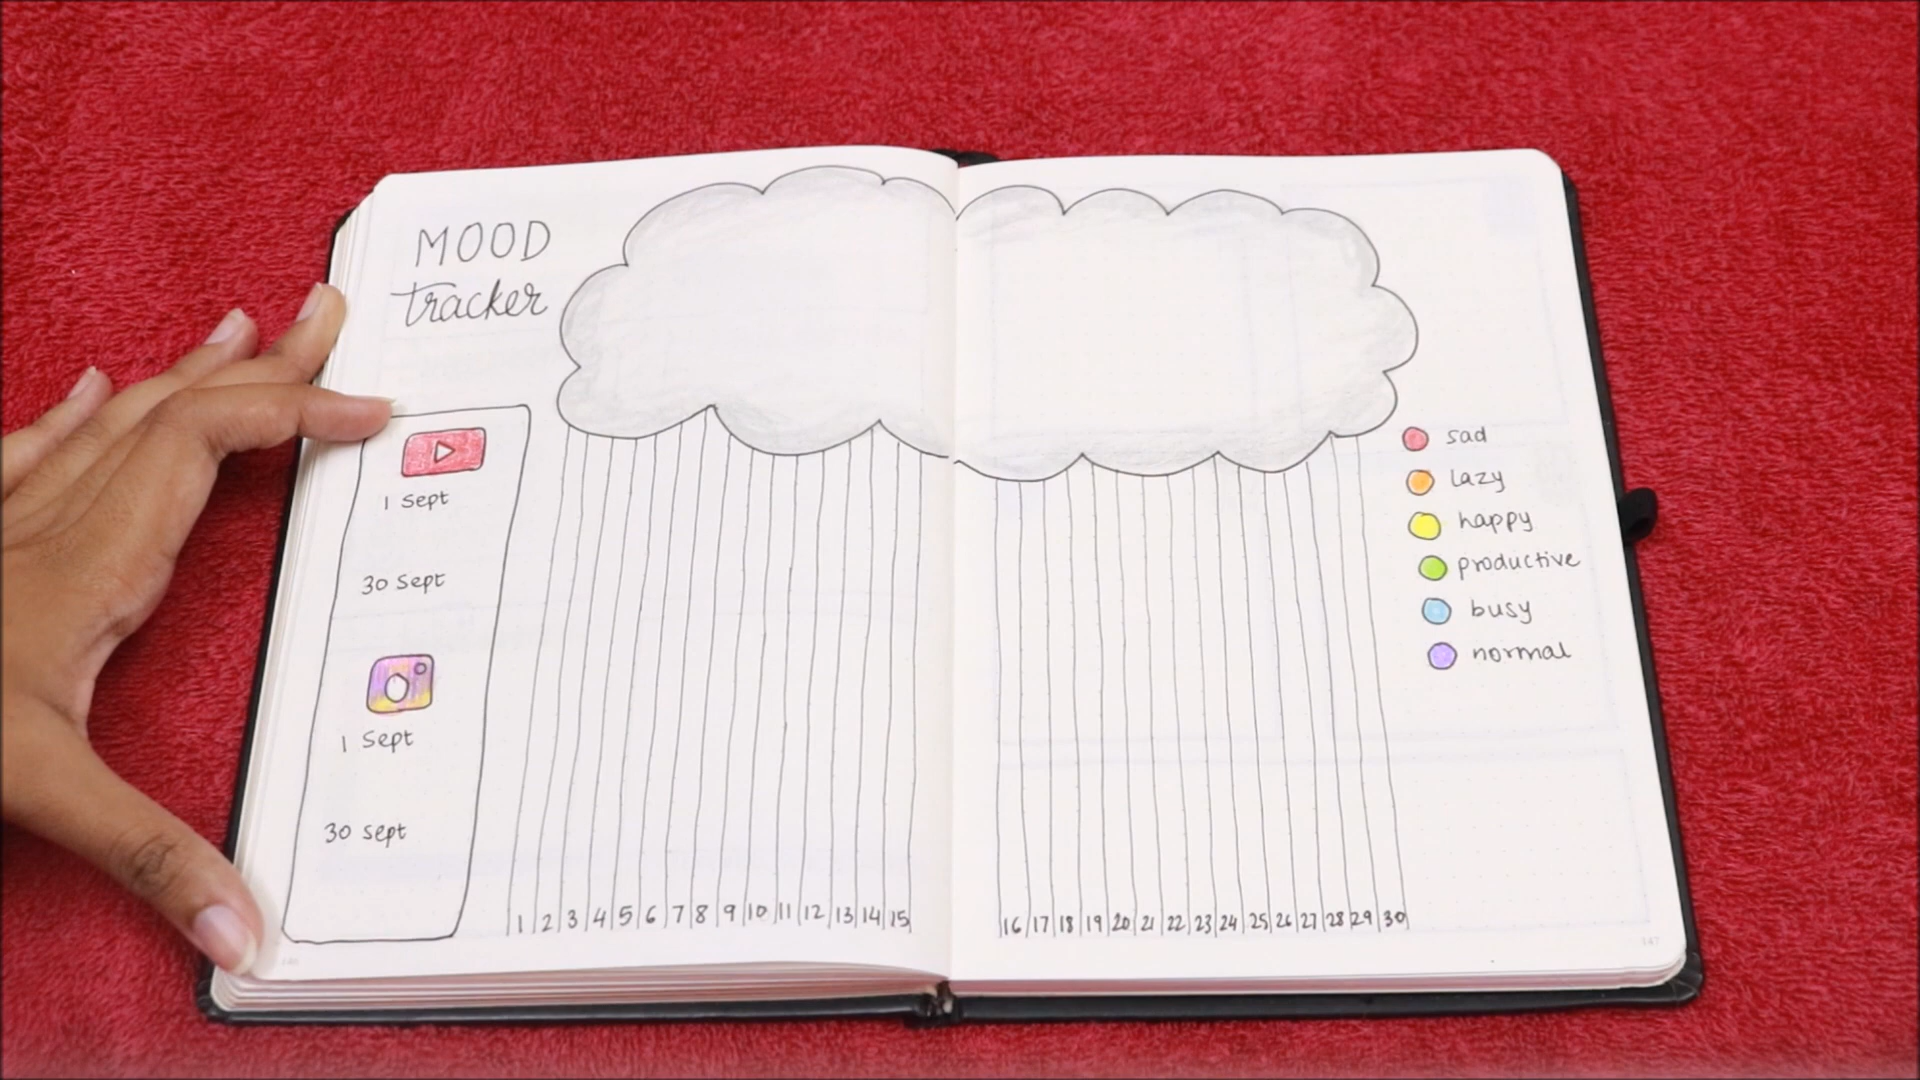 MOOD
tracker
1 Sept
30 Sept
1 Sept
30 sept
1 2 3 4 5 6 7 8 9 10 11 12 13 14 15
16 17 18 19 20 21 22 23 24 25 26 27 28 29 30
sad
lazy
happy
productive
busy
normal
147